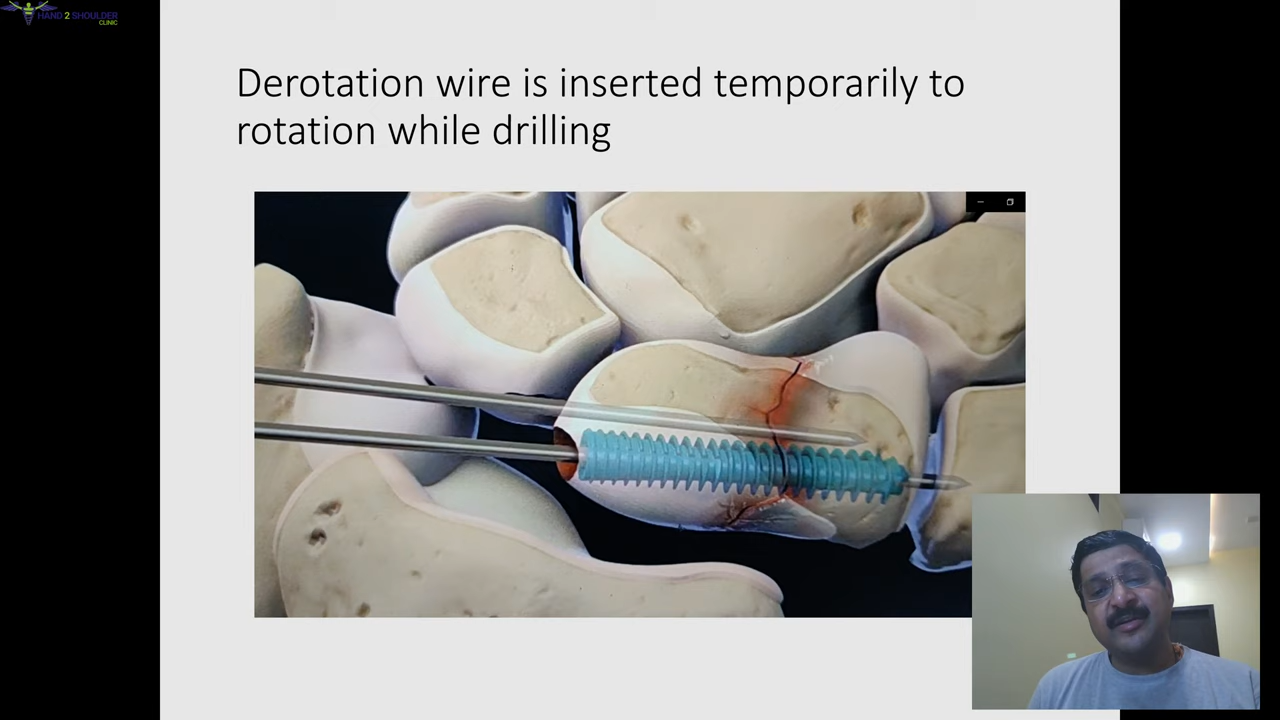 HAND 2 SHOULDER
CLINIC
Derotation wire is inserted temporarily to
rotation while drilling